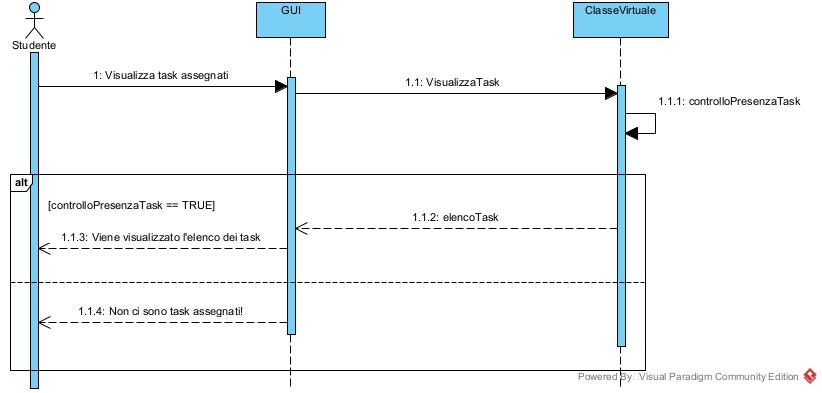 GUI
ClasseVirtuale
Studente
1: Visualizza task assegnati
1.1: VisualizzaTask
1.1.1: controlloPresenzaTask
alt
[controlloPresenzaTask == TRUE]
1.1.2: elencoTask
1.1.3: Viene visualizzato l'elenco dei task
1.1.4: Non ci sono task assegnati!
Powered By Visual Paradigm Community Edition